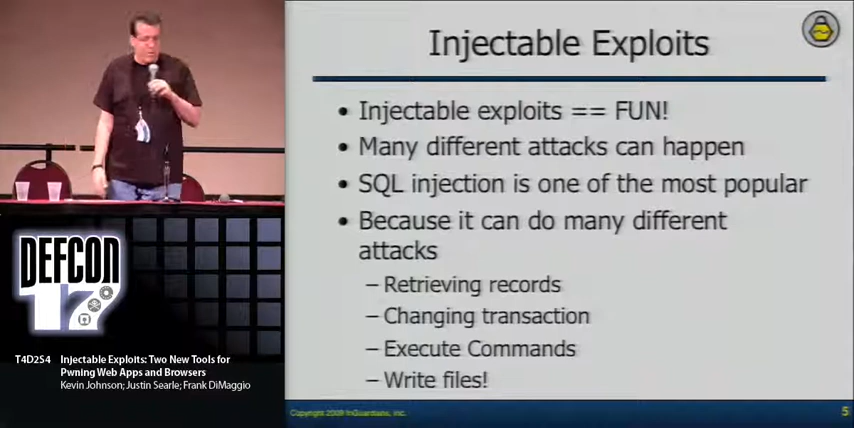 Injectable Exploits
• Injectable exploits == FUN!
• Many different attacks can happen
• SQL injection is one of the most popular
• Because it can do many different
attacks
– Retrieving records
– Changing transaction
– Execute Commands
– Write files!
Copyright 2009 InGuardians, Inc.
5
DEFCON
17
T4D2S4 Injectable Exploits: Two New Tools for
Pwning Web Apps and Browsers
Kevin Johnson; Justin Searle; Frank DiMaggio